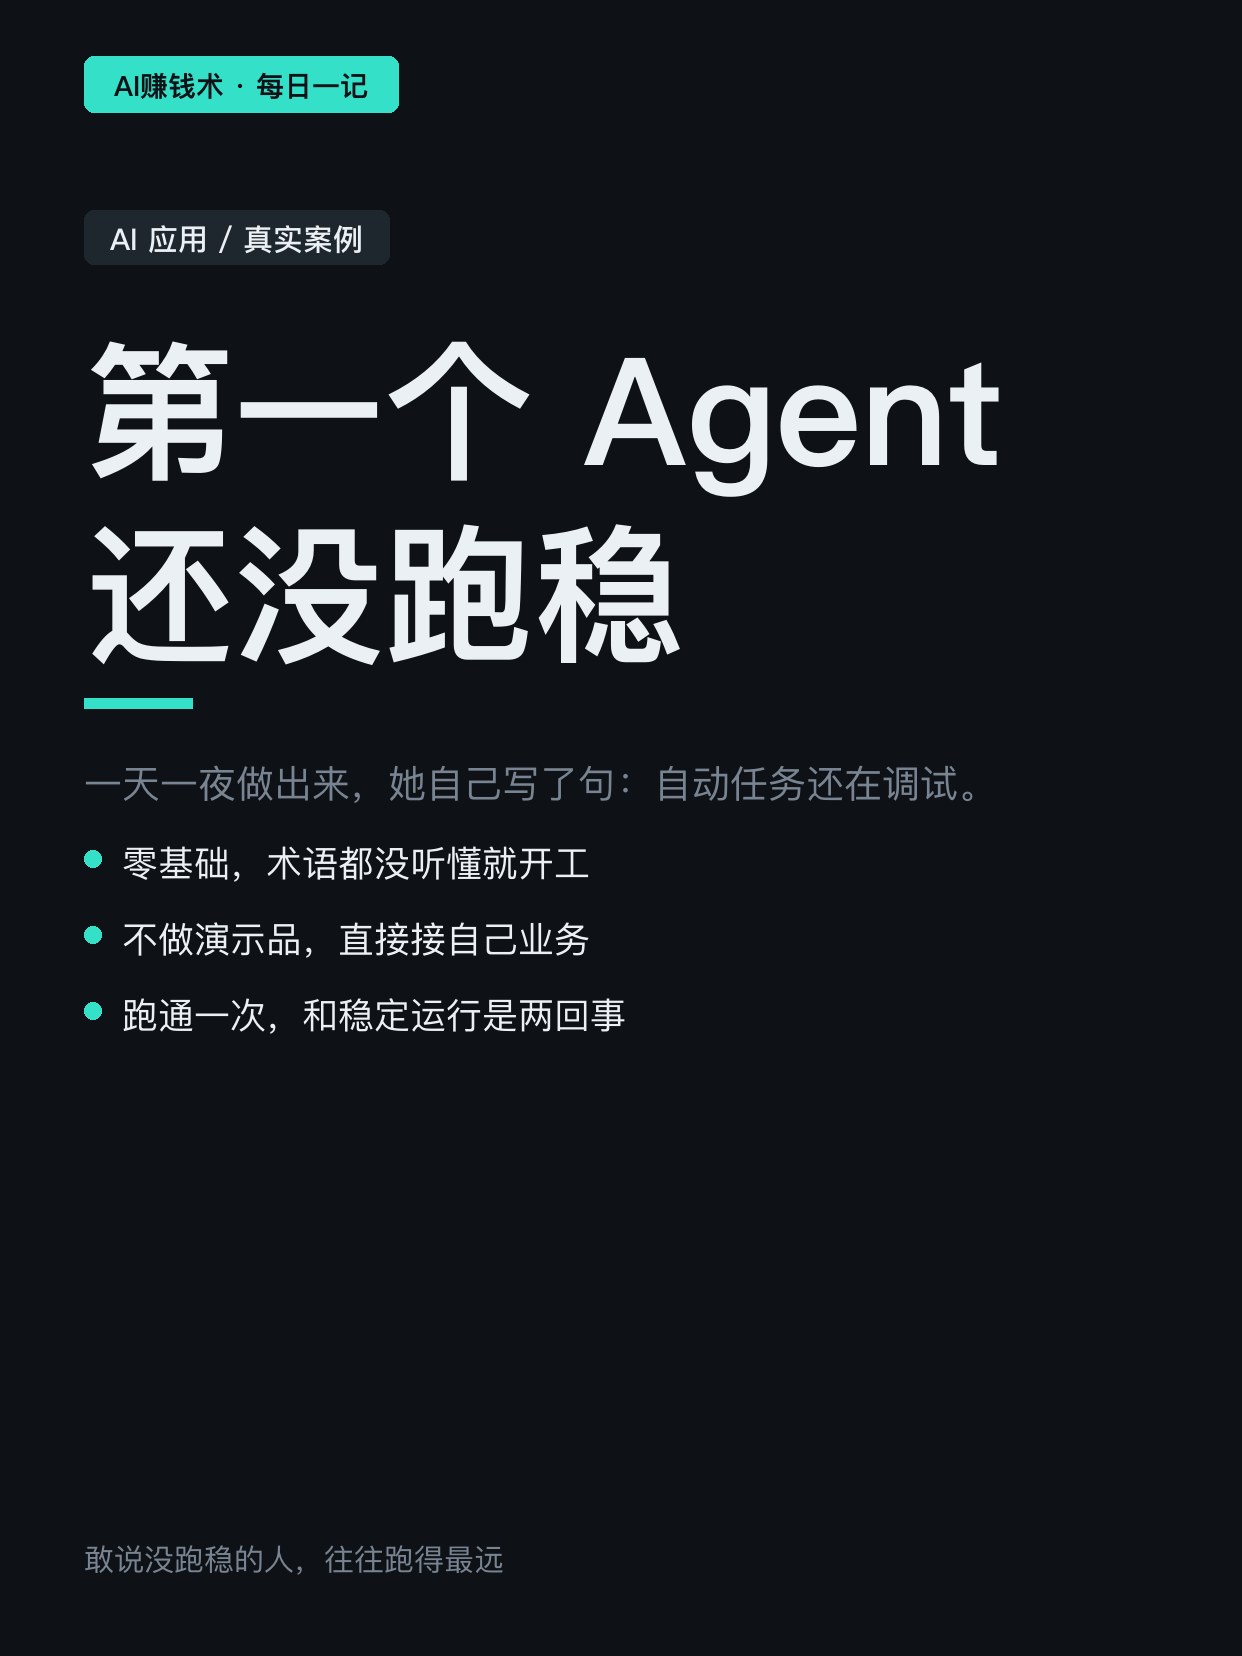 AI赚钱术 · 每日一记
AI 应用 / 真实案例
第一个 Agent
还没跑稳
一天一夜做出来，她自己写了句：自动任务还在调试。
零基础，术语都没听懂就开工
不做演示品，直接接自己业务
跑通一次，和稳定运行是两回事
敢说没跑稳的人，往往跑得最远